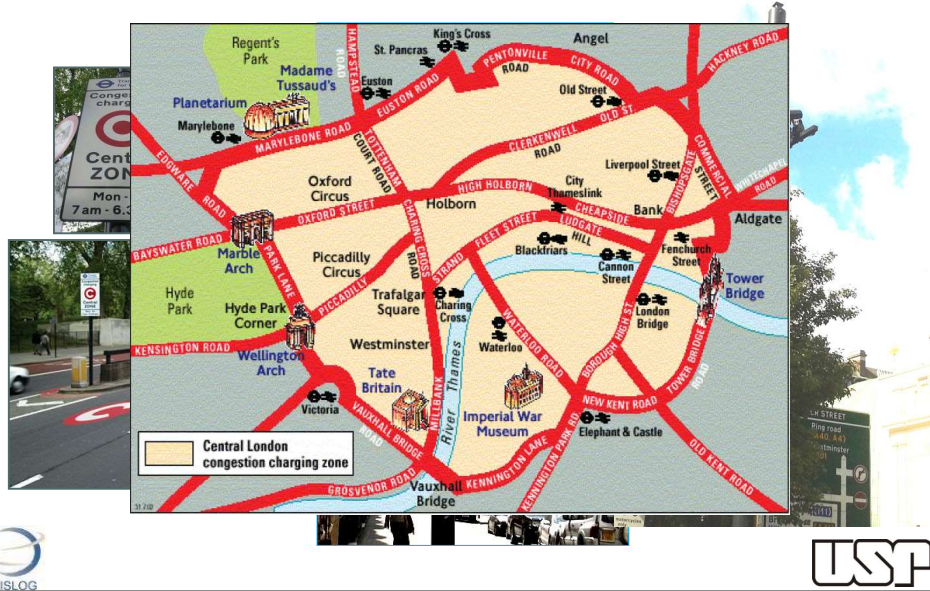 Regent's
Park
Madame
Tussaud's
Planetarium
Marylebone
HAMPSTEAD
ROAD
St. Pancras
King's Cross
Euston
EUSTON ROAD
PENTONVILLE
ROAD
Angel
CITY ROAD
HACKNEY ROAD
Old Street
OLD ST.
MARYLEBONE ROAD
EDGWARE
ROAD
TOTTENHAM
COURT ROAD
CLERKENWELL
ROAD
COMMERCIAL
STREET
BISHOPSGATE
WHITECHAPEL
ROAD
Liverpool Street
Oxford
Circus
OXFORD STREET
HIGH HOLBORN
Holborn
City
Thameslink
CHEAPSIDE
Bank
Aldgate
BAYSWATER ROAD
Marble
Arch
PARK LANE
CHARING CROSS
ROAD
FLEET STREET
LUDGATE
HILL
STRAND
Blackfriars
Cannon
Street
Fenchurch
Street
Tower
Bridge
Piccadilly
Circus
PICCADILLY
Hyde
Park
Hyde Park
Corner
Trafalgar
Square
Charing
Cross
WATERLOO ROAD
Waterloo
London
Bridge
BOROUGH HIGH ST
TOWER BRIDGE
ROAD
KENSINGTON ROAD
Wellington
Arch
Westminster
Tate
Britain
MILLBANK
River Thames
Imperial War
Museum
NEW KENT ROAD
Elephant & Castle
OLD KENT ROAD
Victoria
VAUXHALL BRIDGE
ROAD
KENNINGTON LANE
KENNINGTON PARK RD
GROSVENOR ROAD
Vauxhall
Bridge
Central London
congestion charging zone
C
Mon -
7am - 6.3
C
Central
ZONE
Ring road
ISLOG
USP